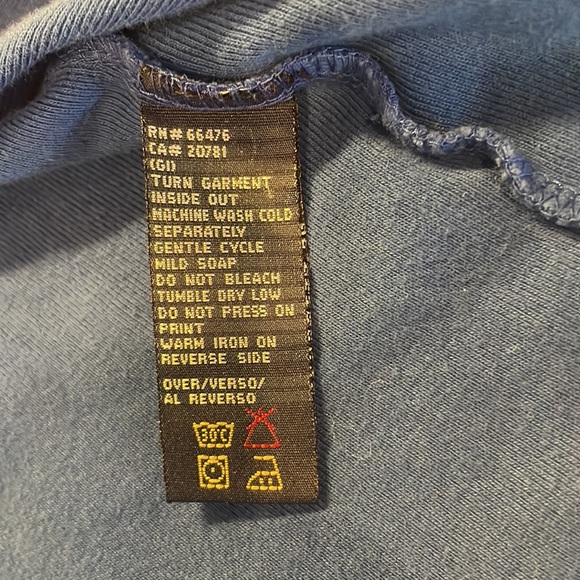 RN# 66476
CA# 20781
(GI)
TURN GARMENT
INSIDE OUT
MACHINE WASH COLD
SEPARATELY
GENTLE CYCLE
MILD SOAP
DO NOT BLEACH
TUMBLE DRY LOW
DO NOT PRESS ON
PRINT
WARM IRON ON
REVERSE SIDE
OVER/VERSO/
AL REVERSO
30°C